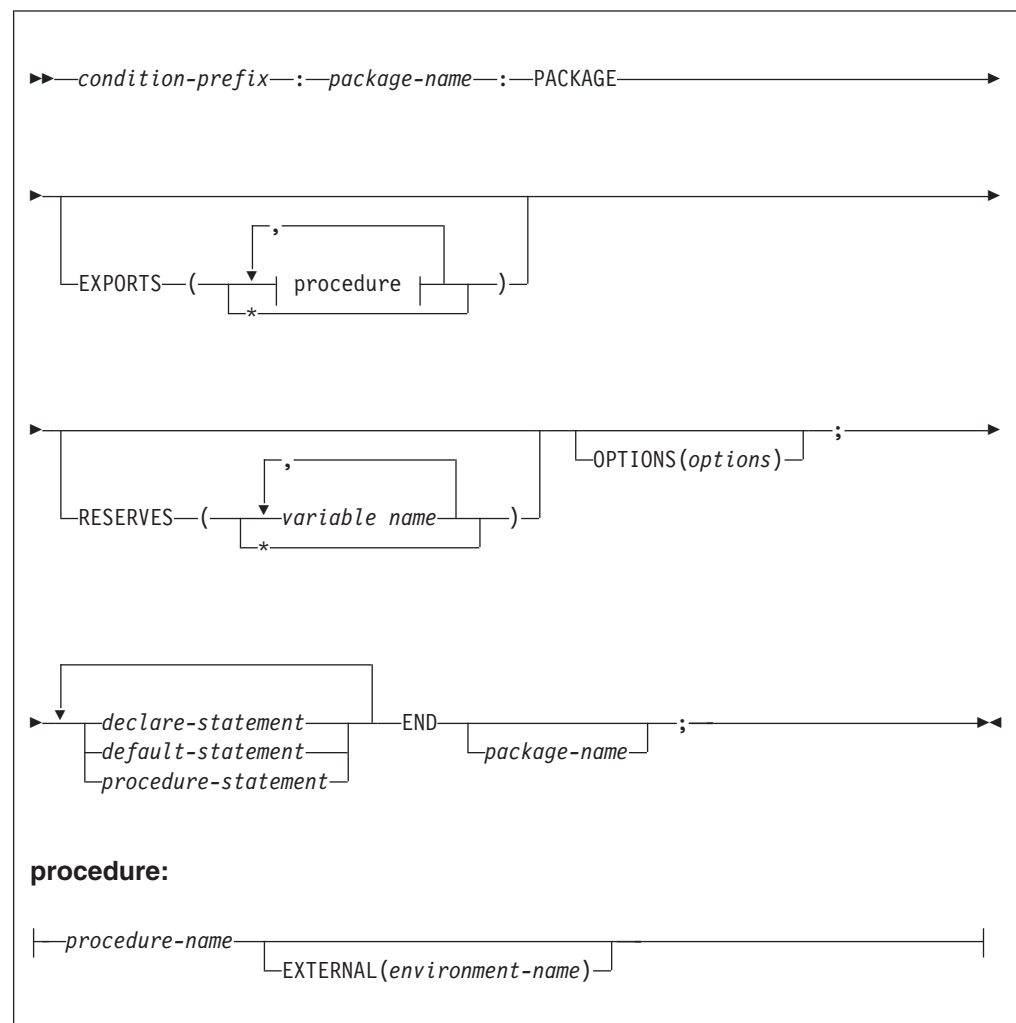 condition-prefix : package-name : PACKAGE
,
EXPORTS ( procedure )
*
OPTIONS(options) ;
,
RESERVES ( variable name )
*
declare-statement END ;
default-statement package-name
procedure-statement
procedure:
procedure-name
EXTERNAL(environment-name)